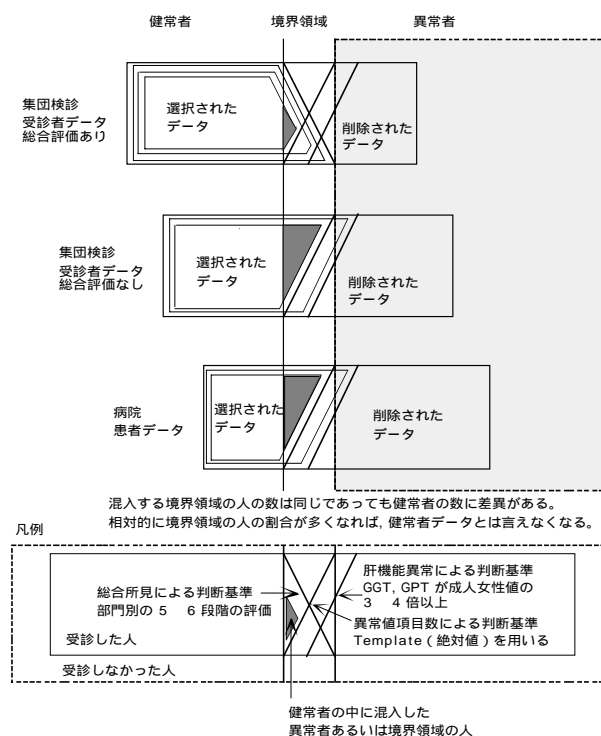 健常者
境界領域
異常者
集団検診
受診者データ
総合評価あり
選択された
データ
削除された
データ
集団検診
受診者データ
総合評価なし
選択された
データ
削除された
データ
病院
患者データ
選択された
データ
削除された
データ
混入する境界領域の人の数は同じであっても健常者の数に差異がある。
相対的に境界領域の人の割合が多くなれば, 健常者データとは言えなくなる。
凡例
総合所見による判断基準
部門別の 5 6 段階の評価
肝機能異常による判断基準
GGT, GPT が成人女性値の
3 4 倍以上
異常値項目数による判断基準
Template ( 絶対値 ) を用いる
受診した人
受診しなかった人
健常者の中に混入した
異常者あるいは境界領域の人